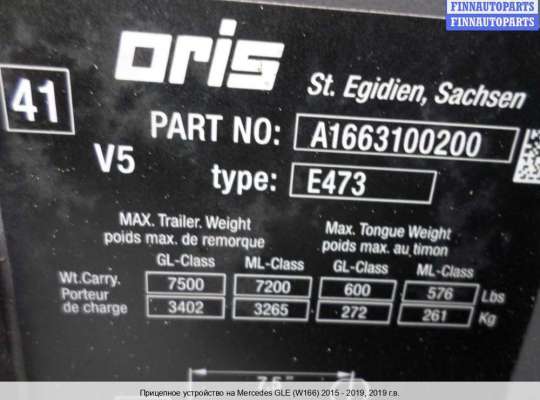 FINNAUTOPARTS
FINNAUTOPARTS
oris
St. Egidien, Sachsen
41
PART NO: A1663100200
V5
type: E473
MAX. Trailer. Weight
poids max. de remorque
Max. Tongue Weight
poids max. au timon
GL-Class ML-Class GL-Class ML-Class
Wt.Carry. 7500 7200 600 576 Lbs
Porteur
de charge 3402 3265 272 261 Kg
7.5"
Прицепное устройство на Mercedes GLE (W166) 2015 - 2019, 2019 г.в.